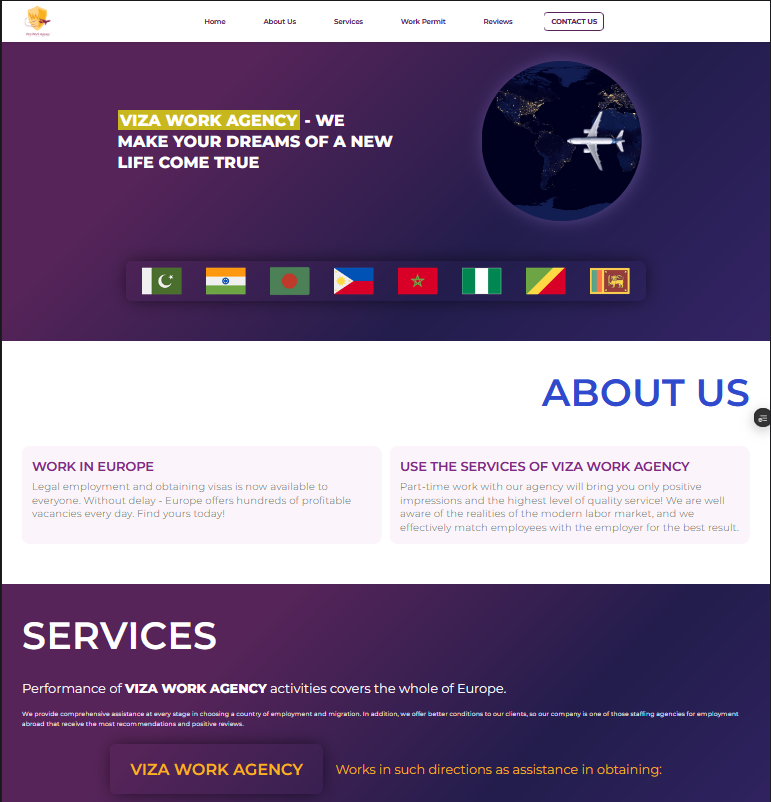 Viza Work Agency
Home
About Us
Services
Work Permit
Reviews
CONTACT US
VIZA WORK AGENCY - WE
MAKE YOUR DREAMS OF A NEW
LIFE COME TRUE
ABOUT US
WORK IN EUROPE
Legal employment and obtaining visas is now available to
everyone. Without delay - Europe offers hundreds of profitable
vacancies every day. Find yours today!
USE THE SERVICES OF VIZA WORK AGENCY
Part-time work with our agency will bring you only positive
impressions and the highest level of quality service! We are well
aware of the realities of the modern labor market, and we
effectively match employees with the employer for the best result.
SERVICES
Performance of VIZA WORK AGENCY activities covers the whole of Europe.
We provide comprehensive assistance at every stage in choosing a country of employment and migration. In addition, we offer better conditions to our clients, so our company is one of those staffing agencies for employment
abroad that receive the most recommendations and positive reviews.
VIZA WORK AGENCY
Works in such directions as assistance in obtaining: